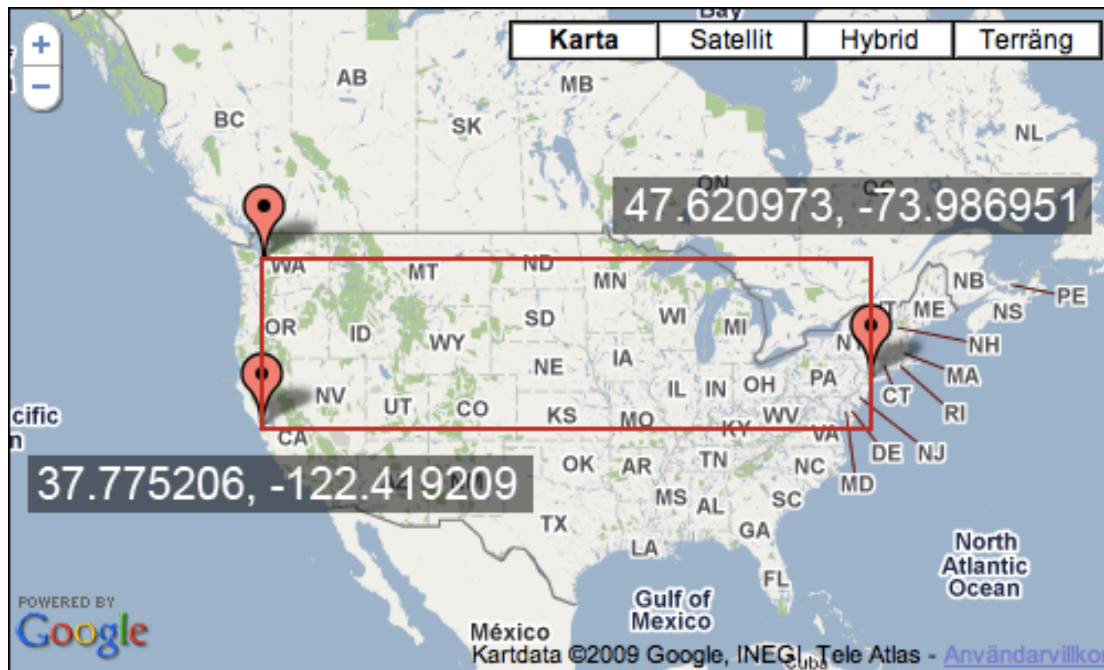 Bay
+
Karta Satellit Hybrid Terräng
−
AB
MB
BC
SK
NL
ON
QC
47.620973, -73.986951
WA
MT
ND
MN
NB
PE
ME
NS
OR
ID
SD
WI
MI
NH
WY
NE
IA
PA
MA
NV
UT
CO
IL
IN
OH
CT
RI
KS
MO
WV
cific
CA
KY
VA
DE
NJ
37.775206, -122.419209
OK
AR
TN
NC
MD
MS
AL
SC
TX
GA
LA
FL
North
Atlantic
Ocean
Gulf of
Mexico
POWERED BY
Google
México
Kartdata ©2009 Google, INEGI, Tele Atlas - Användarvillko
Cuba